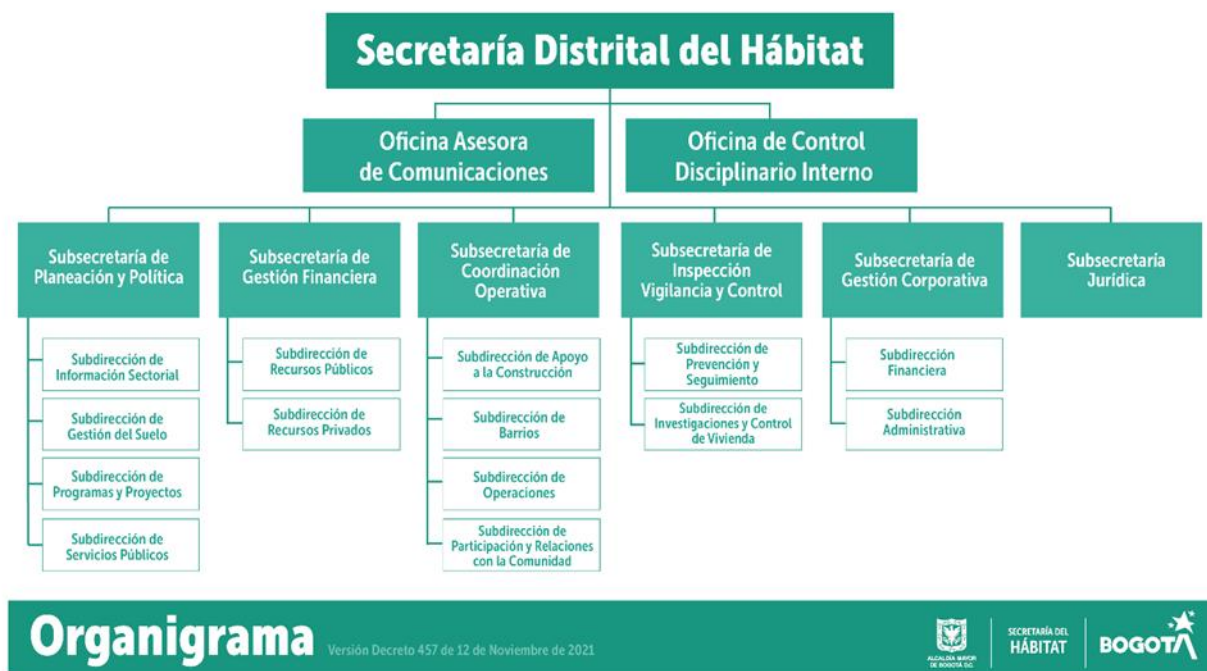 Secretaría Distrital del Hábitat
Oficina Asesora
de Comunicaciones
Oficina de Control
Disciplinario Interno
Subsecretaría de
Planeación y Política
Subsecretaría de
Gestión Financiera
Subsecretaría de
Coordinación
Operativa
Subsecretaría de
Inspección
Vigilancia y Control
Subsecretaría de
Gestión Corporativa
Subsecretaría
Jurídica
Subdirección de
Información Sectorial
Subdirección de
Gestión del Suelo
Subdirección de
Programas y Proyectos
Subdirección de
Servicios Públicos
Subdirección de
Recursos Públicos
Subdirección de
Recursos Privados
Subdirección de Apoyo
a la Construcción
Subdirección de
Barrios
Subdirección de
Operaciones
Subdirección de
Participación y Relaciones
con la Comunidad
Subdirección de
Prevención y
Seguimiento
Subdirección de
Investigaciones y Control
de Vivienda
Subdirección
Financiera
Subdirección
Administrativa
Organigrama
Versión Decreto 457 de 12 de Noviembre de 2021
ALCALDÍA MAYOR
DE BOGOTÁ D.C.
SECRETARÍA DEL
HÁBITAT
BOGOTÁ